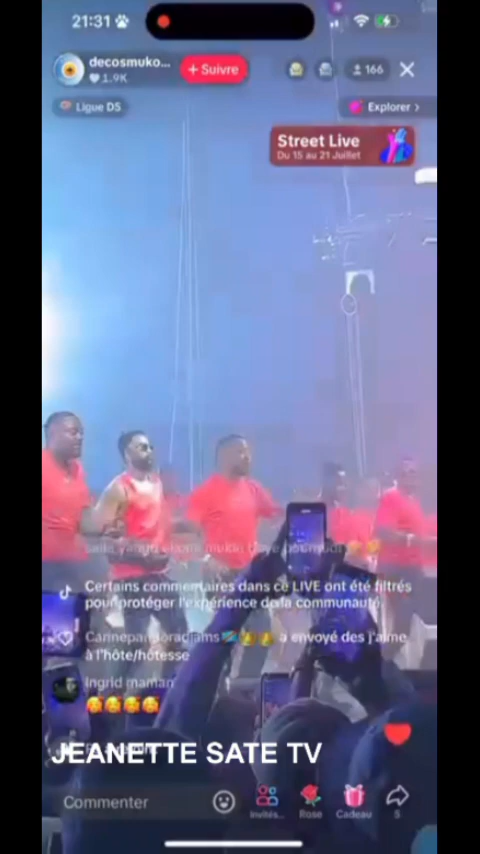 21:31
decosmuko...
1.9K
+ Suivre
166
Ligue D5
Explorer >
Street Live
Du 15 au 21 Juillet
Certains commentaires dans ce LIVE ont été filtrés
pour protéger l'expérience de la communauté.
a envoyé des j'aime
à l'hôte/hôtesse
Ingrid maman
JEANETTE SATE TV
Commenter
Invités...
Rose
Cadeau
5